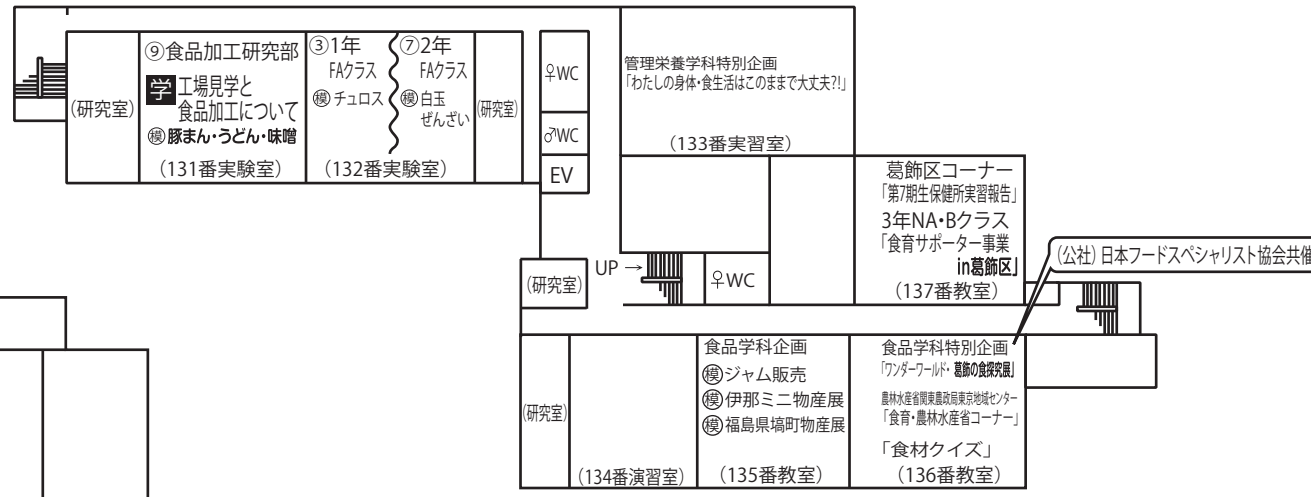 (研究室)
⑨食品加工研究部
学 工場見学と
食品加工について
模 豚まん・うどん・味噌
(131番実験室)
③1年
FAクラス
模 チュロス
⑦2年
FAクラス
模 白玉
ぜんざい
(132番実験室)
(研究室)
♀WC
♂WC
EV
管理栄養学科特別企画
「わたしの身体・食生活はこのままで大丈夫?!」
(133番実習室)
葛飾区コーナー
「第7期生保健所実習報告」
3年NA・Bクラス
「食育サポーター事業
in葛飾区」
(137番教室)
(公社)日本フードスペシャリスト協会共催
(研究室)
UP →
♀WC
(研究室)
(134番演習室)
食品学科企画
模 ジャム販売
模 伊那ミニ物産展
模 福島県塙町物産展
(135番教室)
食品学科特別企画
「ワンダーワールド・葛飾の食探究展」
農林水産省関東農政局東京地域センター
「食育・農林水産省コーナー」
「食材クイズ」
(136番教室)